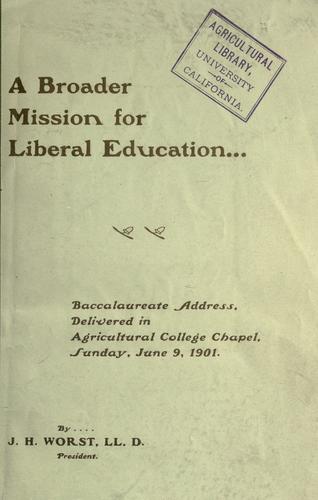 AGRICULTURAL
LIBRARY,
UNIVERSITY
—OF—
CALIFORNIA.
A Broader
Mission for
Liberal Education...
Baccalaureate Address,
Delivered in
Agricultural College Chapel,
Sunday, June 9, 1901.
By....
J. H. WORST, LL. D.
President.